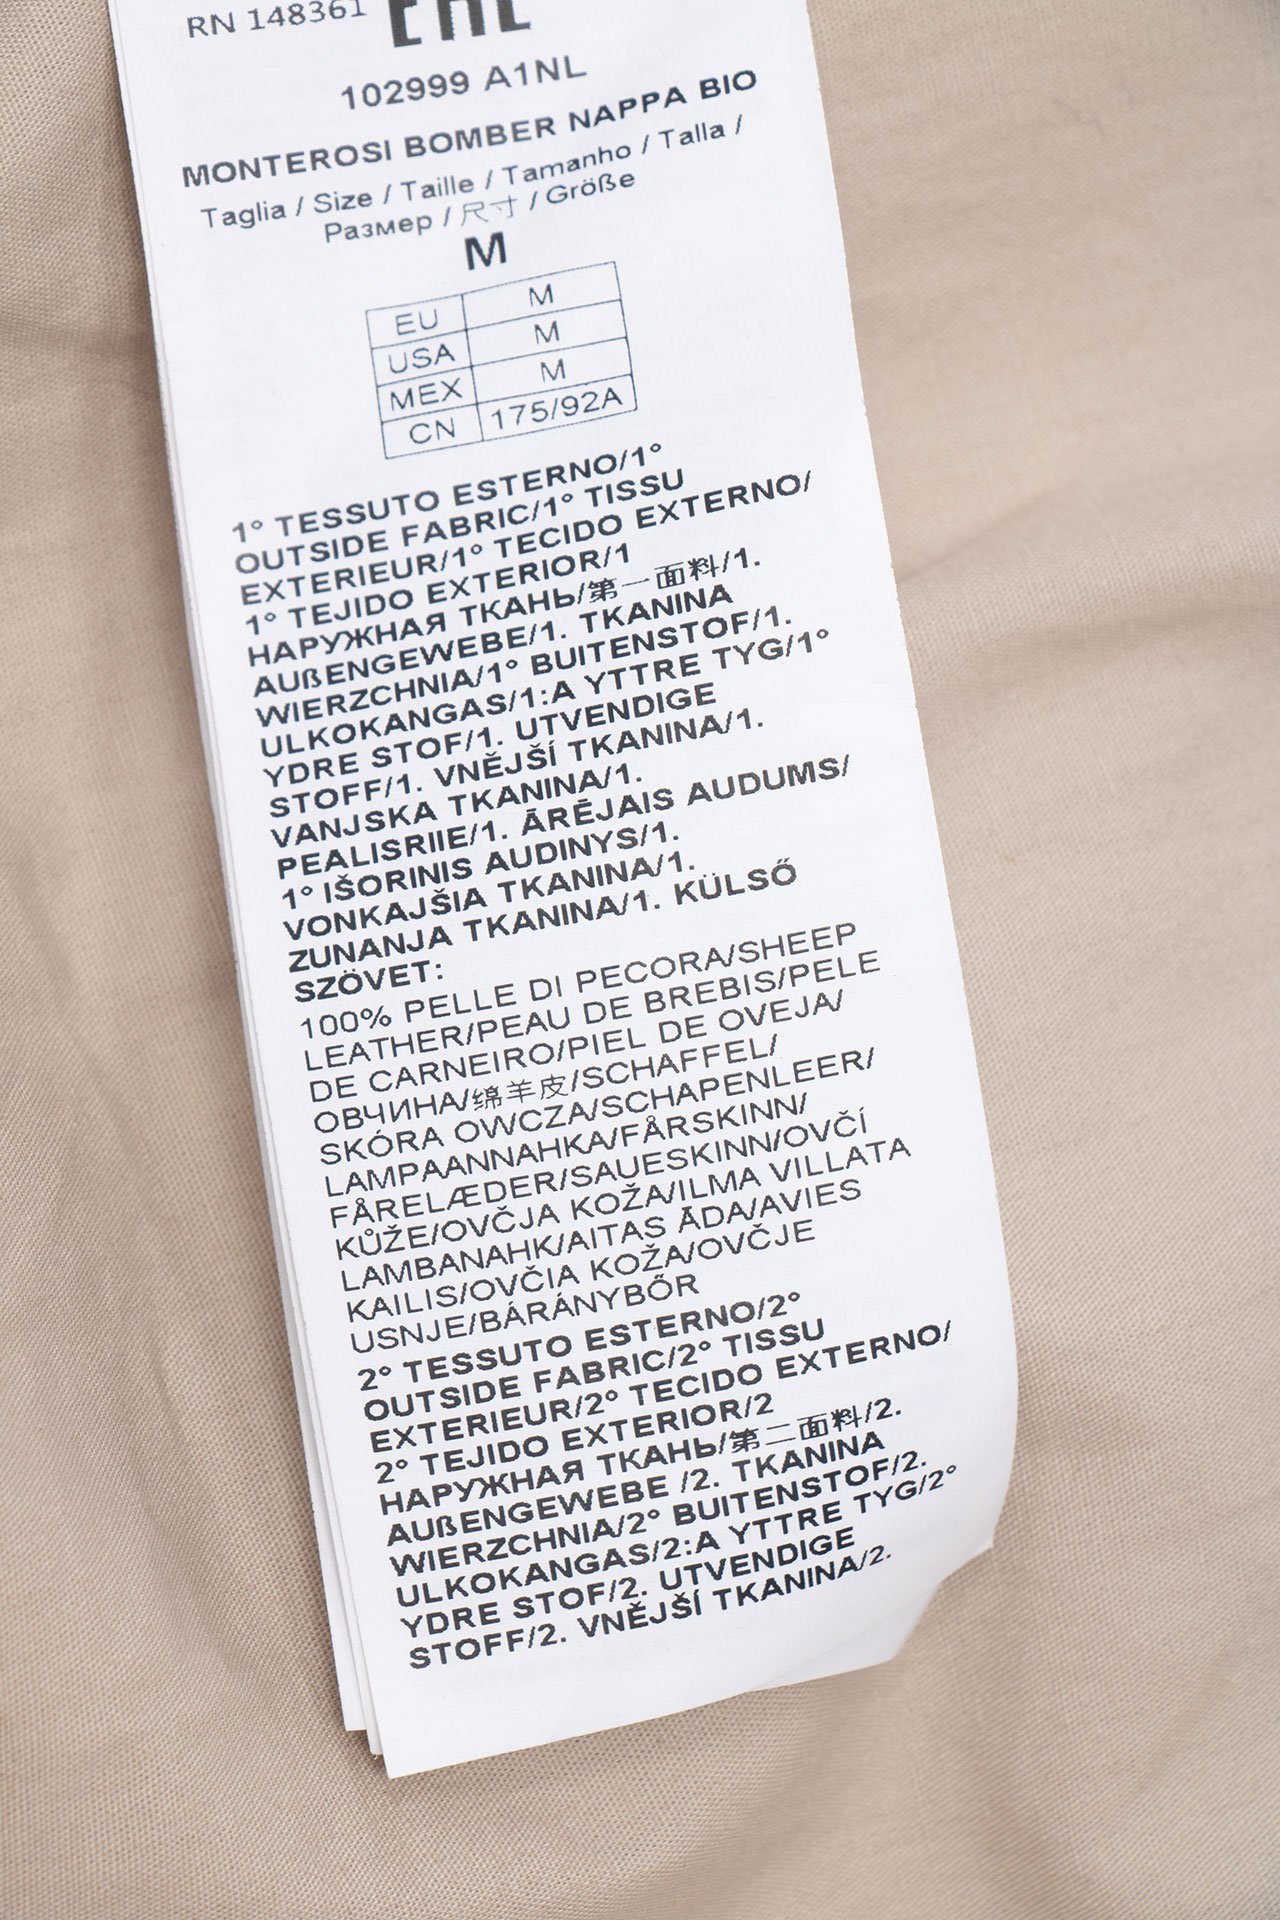 RN 148361
EAC
102999 A1NL
MONTEROSI BOMBER NAPPA BIO
Taglia / Size / Taille / Tamanho / Talla /
Размер / 尺寸 / Größe
M
EU M
USA M
MEX M
CN 175/92A
1° TESSUTO ESTERNO/1°
OUTSIDE FABRIC/1° TISSU
EXTERIEUR/1° TECIDO EXTERNO/
1° TEJIDO EXTERIOR/1
НАРУЖНАЯ ТКАНЬ/第一面料/1.
AUßENGEWEBE/1. TKANINA
WIERZCHNIA/1° BUITENSTOF/1.
ULKOKANGAS/1:A YTTRE TYG/1°
YDRE STOF/1. UTVENDIGE
STOFF/1. VNĚJŠÍ TKANINA/1.
VANJSKA TKANINA/1.
PEALISRIIE/1. ĀRĒJAIS AUDUMS/
1° IŠORINIS AUDINYS/1.
VONKAJŠIA TKANINA/1.
ZUNANJA TKANINA/1. KÜLSŐ
SZÖVET:
100% PELLE DI PECORA/SHEEP
LEATHER/PEAU DE BREBIS/PELE
DE CARNEIRO/PIEL DE OVEJA/
ОВЧИНА/绵羊皮/SCHAFFEL/
SKÓRA OWCZA/SCHAPENLEER/
LAMPAANNAHKA/FÅRSKINN/
FÅRELÆDER/SAUESKINN/OVČÍ
KŮŽE/OVČJA KOŽA/ILMA VILLATA
LAMBANAHK/AITAS ĀDA/AVIES
KAILIS/OVČIA KOŽA/OVČJE
USNJE/BÁRÁNYBŐR
2° TESSUTO ESTERNO/2°
OUTSIDE FABRIC/2° TISSU
EXTERIEUR/2° TECIDO EXTERNO/
2° TEJIDO EXTERIOR/2
НАРУЖНАЯ ТКАНЬ/第二面料/2.
AUßENGEWEBE /2. TKANINA
WIERZCHNIA/2° BUITENSTOF/2.
ULKOKANGAS/2:A YTTRE TYG/2°
YDRE STOF/2. UTVENDIGE
STOFF/2. VNĚJŠÍ TKANINA/2.